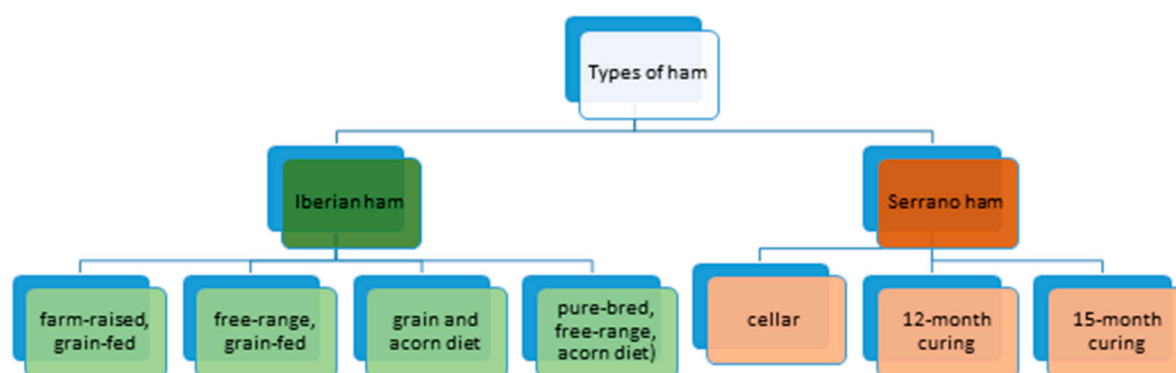 Types of ham
Iberian ham
Serrano ham
farm-raised,
grain-fed
free-range,
grain-fed
grain and
acorn diet
pure-bred,
free-range,
acorn diet)
cellar
12-month
curing
15-month
curing